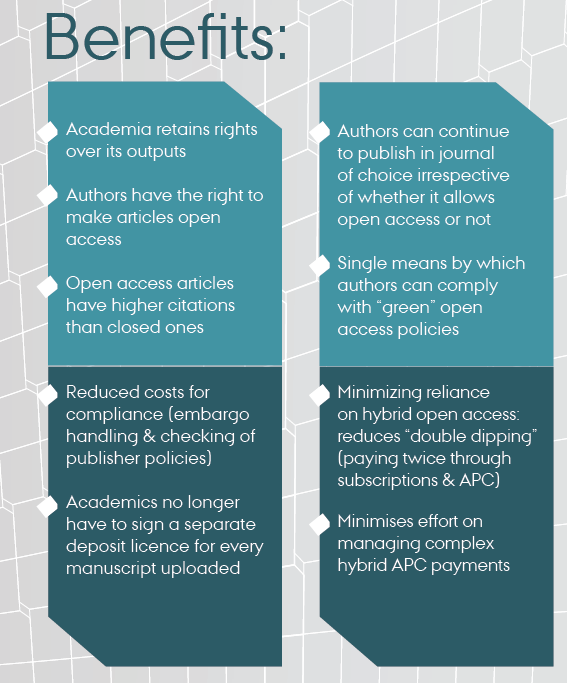 Benefits:
Academia retains rights
over its outputs
Authors have the right to
make articles open
access
Open access articles
have higher citations
than closed ones
Reduced costs for
compliance (embargo
handling & checking of
publisher policies)
Academics no longer
have to sign a separate
deposit licence for every
manuscript uploaded
Authors can continue
to publish in journal
of choice irrespective
of whether it allows
open access or not
Single means by which
authors can comply
with “green” open
access policies
Minimizing reliance
on hybrid open access:
reduces “double dipping”
(paying twice through
subscriptions & APC)
Minimises effort on
managing complex
hybrid APC payments